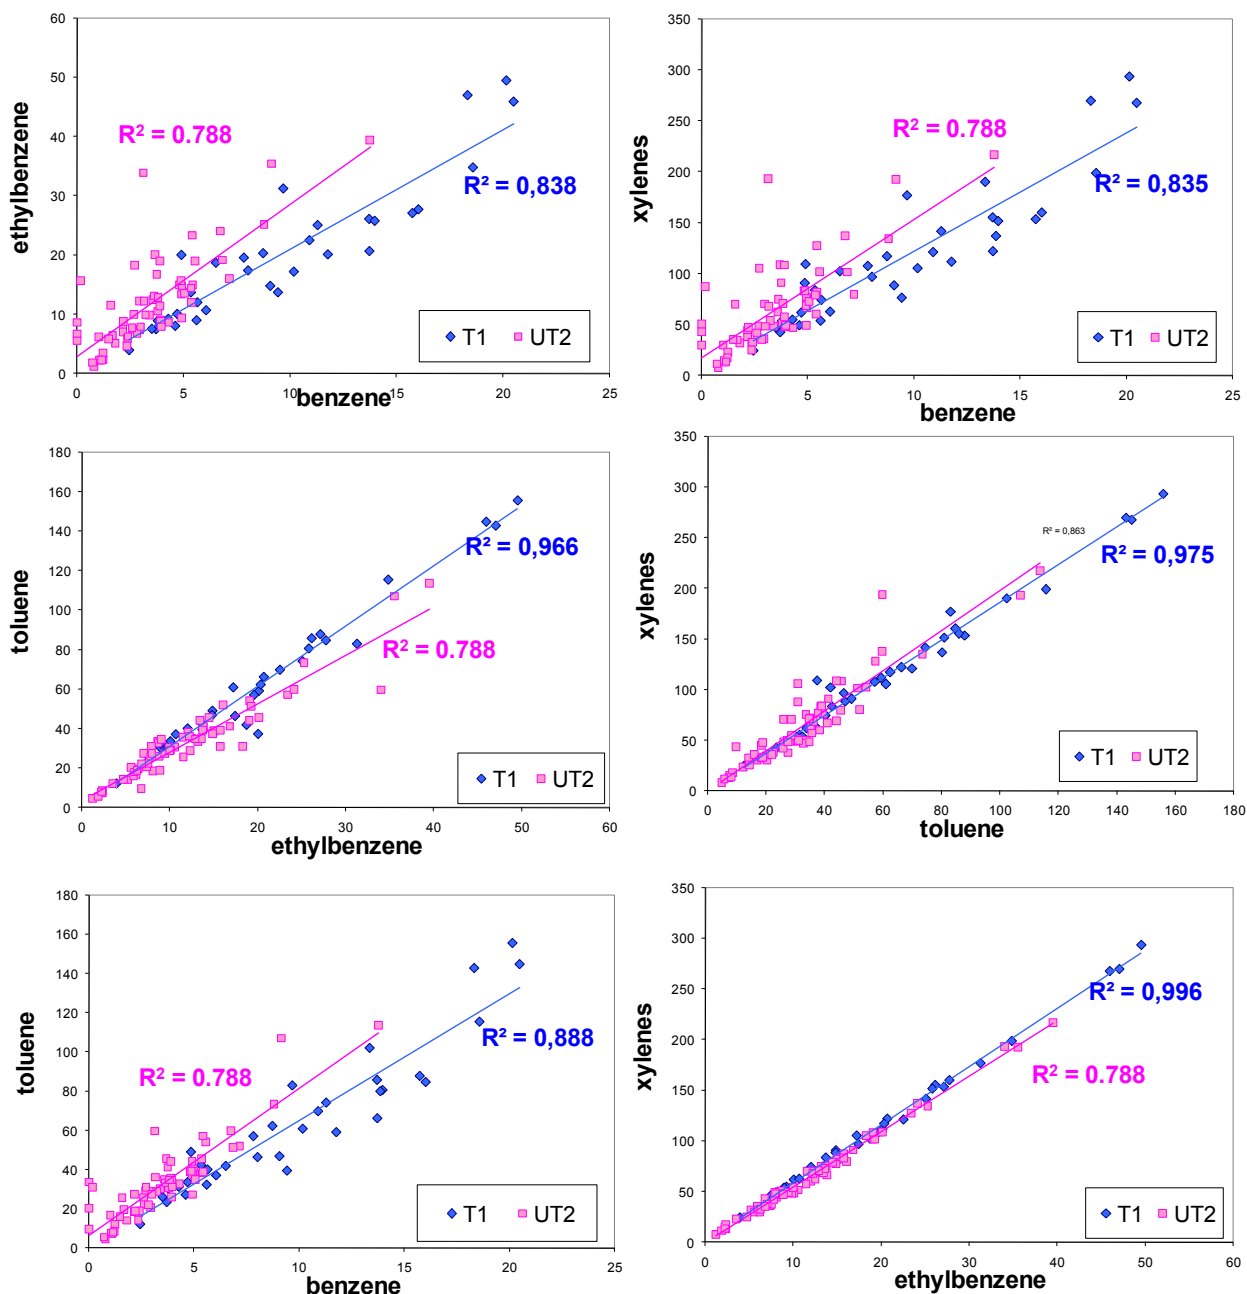 60
50
40
30
20
10
0
ethylbenzene
R² = 0.788
R² = 0,838
T1
UT2
0
5
10
15
20
25
benzene
350
300
250
200
150
100
50
0
xylenes
R² = 0.788
R² = 0,835
T1
UT2
0
5
10
15
20
25
benzene
180
160
140
120
100
80
60
40
20
0
toluene
R² = 0,966
R² = 0.788
T1
UT2
0
10
20
30
40
50
60
ethylbenzene
350
300
250
200
150
100
50
0
xylenes
R² = 0,863
R² = 0,975
T1
UT2
0
20
40
60
80
100
120
140
160
180
toluene
180
160
140
120
100
80
60
40
20
0
toluene
R² = 0.788
R² = 0,888
T1
UT2
0
5
10
15
20
25
benzene
350
300
250
200
150
100
50
0
xylenes
R² = 0,996
R² = 0.788
T1
UT2
0
10
20
30
40
50
60
ethylbenzene